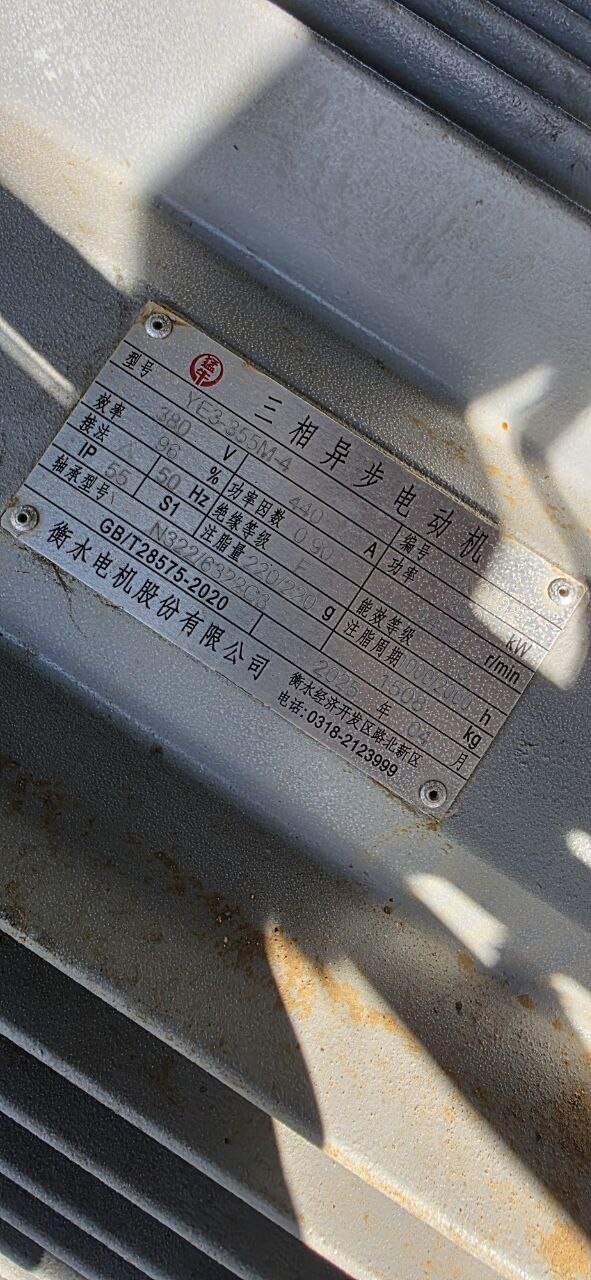 猛牛
三相异步电动机
型号 YE3-355M-4 编号
380 V 440 A 功率 kW
效率 96 % 功率因数 0.90 r/min
接法 △ 50 Hz 绝缘等级 F 能效等级
IP 55 S1 注脂量 220/220 g 注脂周期 h
轴承型号 N322/6322C3 1508 kg
GB/T28575-2020 2025 年 04 月
衡水电机股份有限公司
衡水经济开发区路北新区
电话:0318-2123999